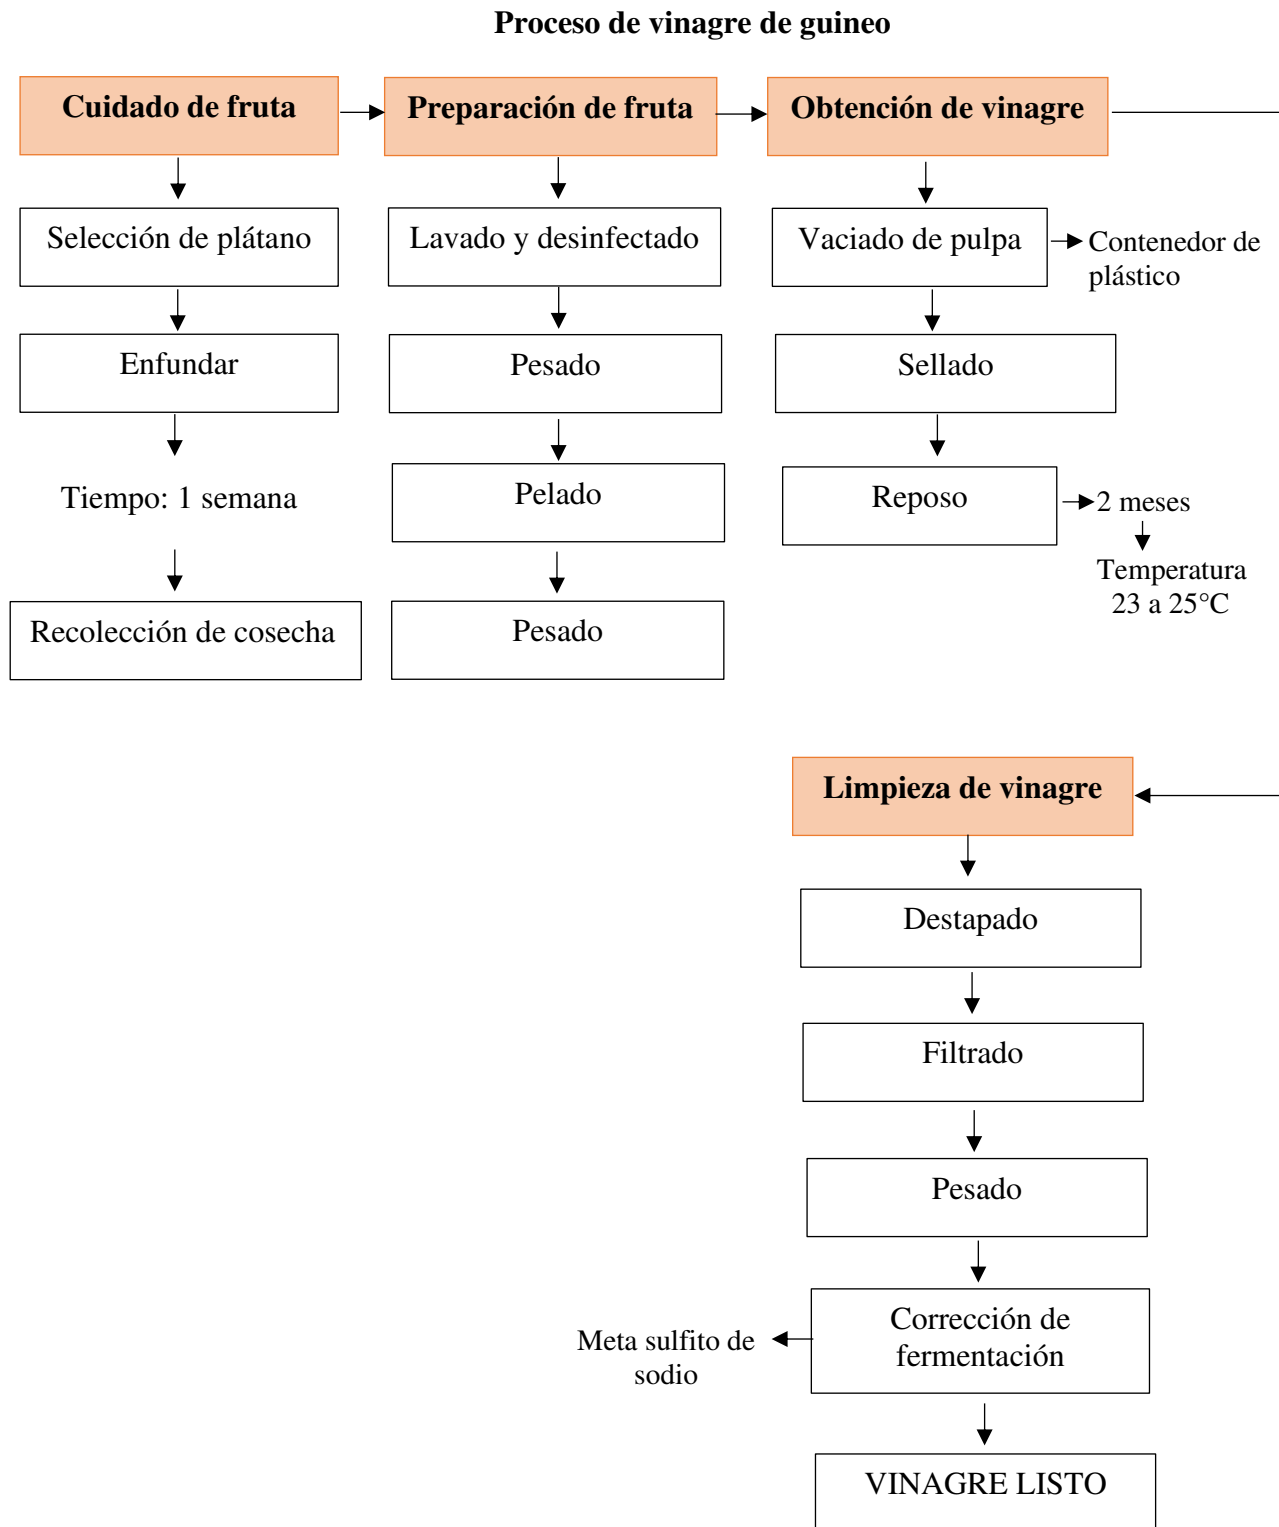 Proceso de vinagre de guineo
Cuidado de fruta
Preparación de fruta
Obtención de vinagre
Selección de plátano
Enfundar
Tiempo: 1 semana
Recolección de cosecha
Lavado y desinfectado
Pesado
Pelado
Pesado
Vaciado de pulpa
Contenedor de
plástico
Sellado
Reposo
2 meses
Temperatura
23 a 25°C
Limpieza de vinagre
Destapado
Filtrado
Pesado
Corrección de
fermentación
Meta sulfito de
sodio
VINAGRE LISTO